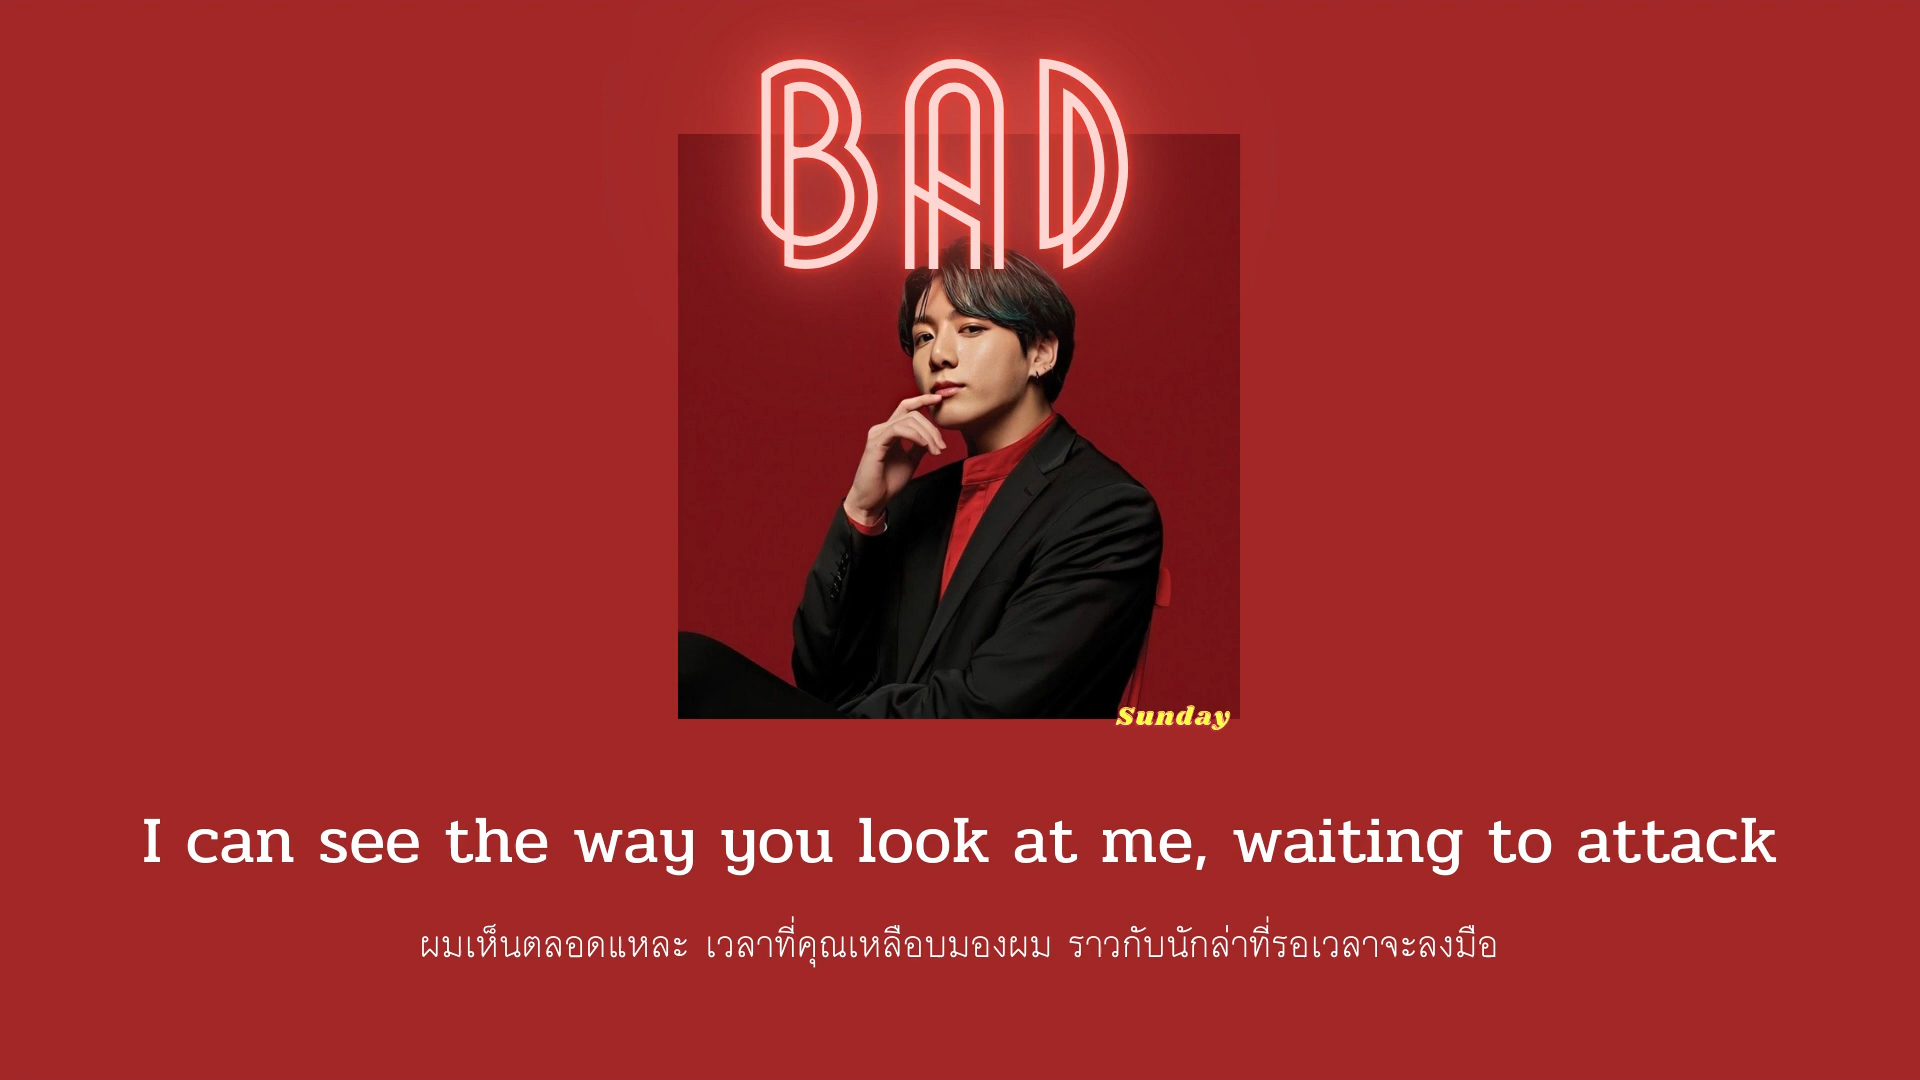 BAD
Sunday
I can see the way you look at me, waiting to attack
ผมเห็นตลอดแหละ เวลาที่คุณเหลือบมองผม ราวกับนักล่าที่รอเวลาจะลงมือ